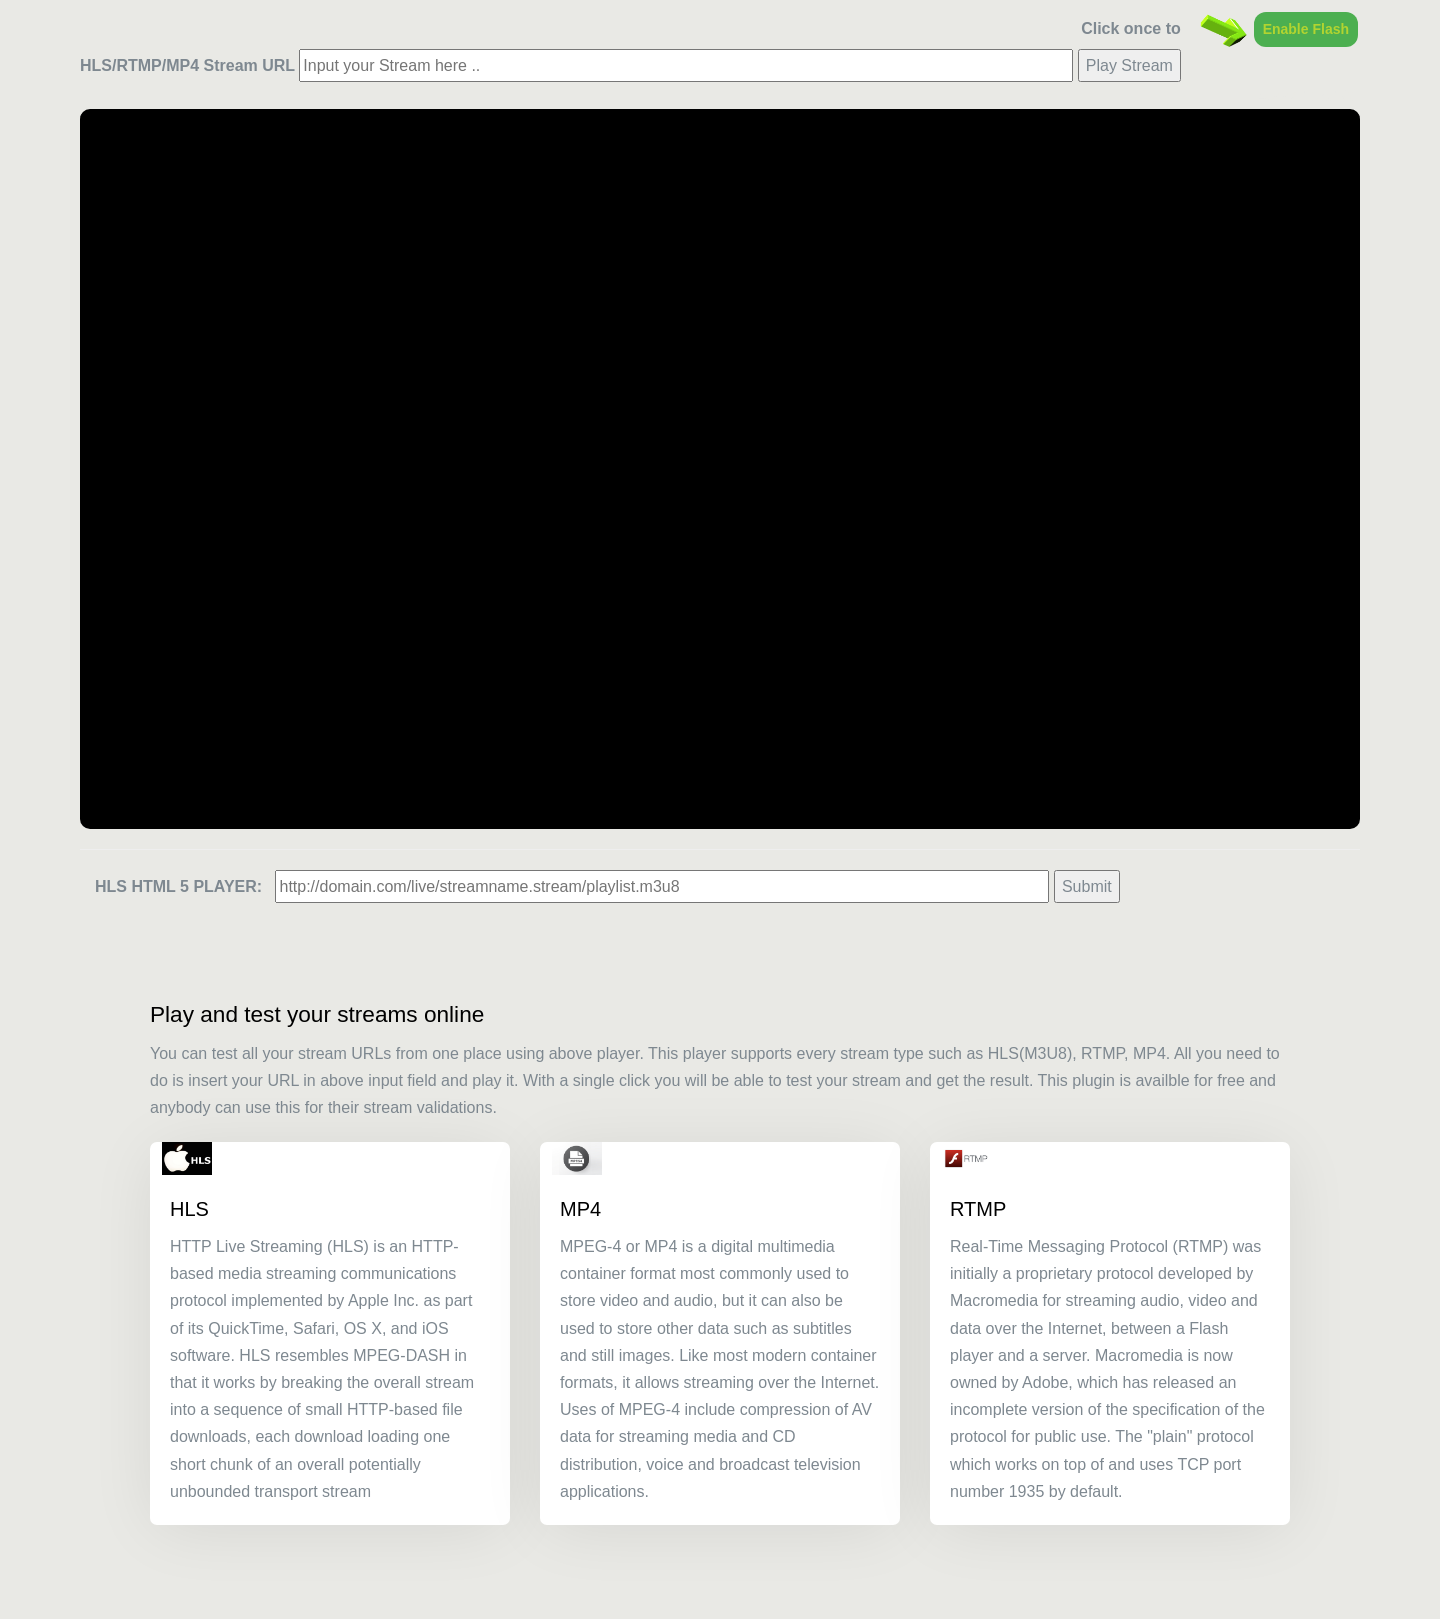 Click once to
Enable Flash
HLS/RTMP/MP4 Stream URL
Input your Stream here ..
Play Stream
HLS HTML 5 PLAYER:
http://domain.com/live/streamname.stream/playlist.m3u8
Submit
Play and test your streams online
You can test all your stream URLs from one place using above player. This player supports every stream type such as HLS(M3U8), RTMP, MP4. All you need to
do is insert your URL in above input field and play it. With a single click you will be able to test your stream and get the result. This plugin is availble for free and
anybody can use this for their stream validations.
HLS
HLS
HTTP Live Streaming (HLS) is an HTTP-
based media streaming communications
protocol implemented by Apple Inc. as part
of its QuickTime, Safari, OS X, and iOS
software. HLS resembles MPEG-DASH in
that it works by breaking the overall stream
into a sequence of small HTTP-based file
downloads, each download loading one
short chunk of an overall potentially
unbounded transport stream
MP4
MPEG-4 or MP4 is a digital multimedia
container format most commonly used to
store video and audio, but it can also be
used to store other data such as subtitles
and still images. Like most modern container
formats, it allows streaming over the Internet.
Uses of MPEG-4 include compression of AV
data for streaming media and CD
distribution, voice and broadcast television
applications.
RTMP
RTMP
Real-Time Messaging Protocol (RTMP) was
initially a proprietary protocol developed by
Macromedia for streaming audio, video and
data over the Internet, between a Flash
player and a server. Macromedia is now
owned by Adobe, which has released an
incomplete version of the specification of the
protocol for public use. The "plain" protocol
which works on top of and uses TCP port
number 1935 by default.